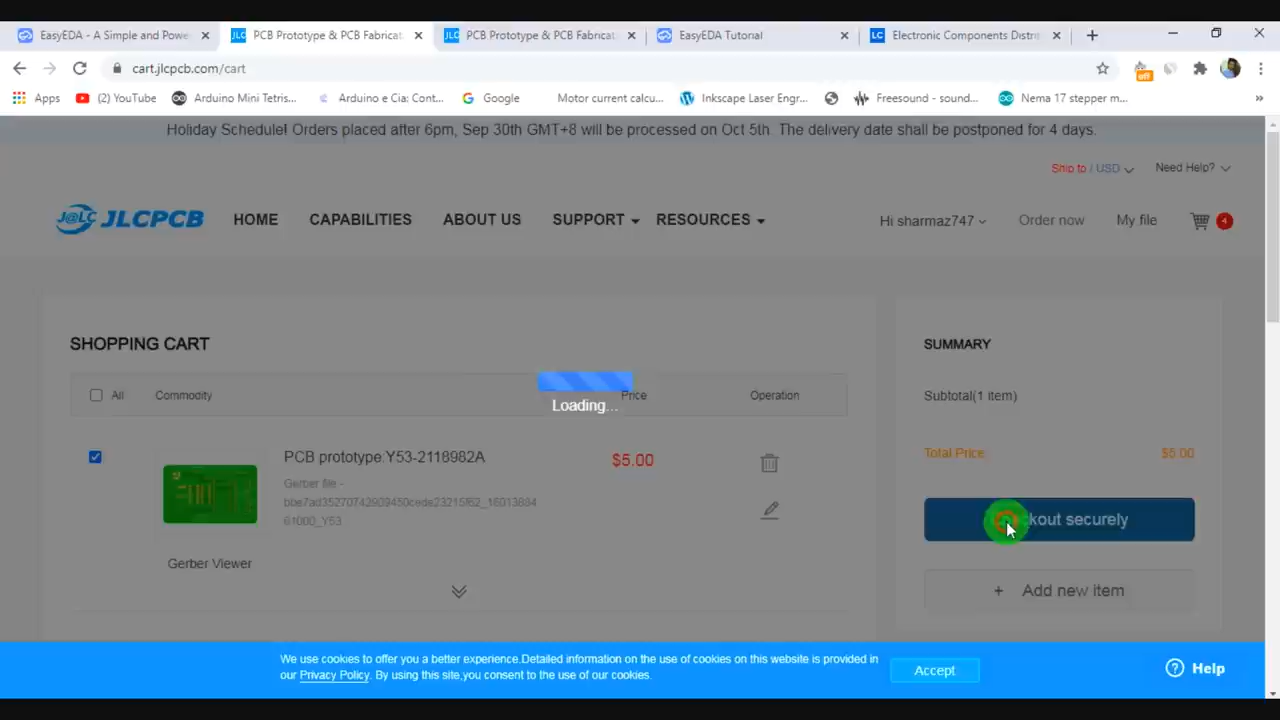 EasyEDA - A Simple and Powe
PCB Prototype & PCB Fabricat
PCB Prototype & PCB Fabricat
EasyEDA Tutorial
Electronic Components Distri
cart.jlcpcb.com/cart
off
Apps
(2) YouTube
Arduino Mini Tetris...
Arduino e Cia: Cont...
Google
Motor current calcu...
Inkscape Laser Engr...
Freesound - sound...
Nema 17 stepper m...
»
Holiday Schedule! Orders placed after 6pm, Sep 30th GMT+8 will be processed on Oct 5th. The delivery date shall be postponed for 4 days.
Ship to / USD
Need Help?
J@LC JLCPCB
HOME
CAPABILITIES
ABOUT US
SUPPORT
RESOURCES
Hi sharmaz747
Order now
My file
4
SHOPPING CART
SUMMARY
All
Commodity
Price
Operation
Loading...
Subtotal(1 item)
PCB prototype:Y53-2118982A
$5.00
Gerber file -
61000_Y53
Total Price:
$5.00
kout securely
Gerber Viewer
+ Add new item
We use cookies to offer you a better experience.Detailed information on the use of cookies on this website is provided in
our Privacy Policy. By using this site,you consent to the use of our cookies.
Accept
? Help